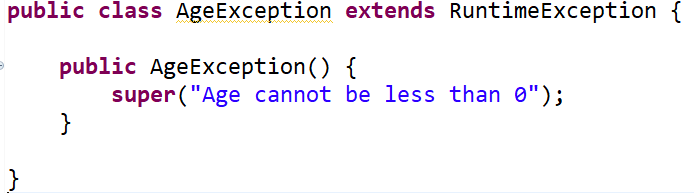 public class AgeException extends RuntimeException {
public AgeException() {
super("Age cannot be less than 0");
}
}